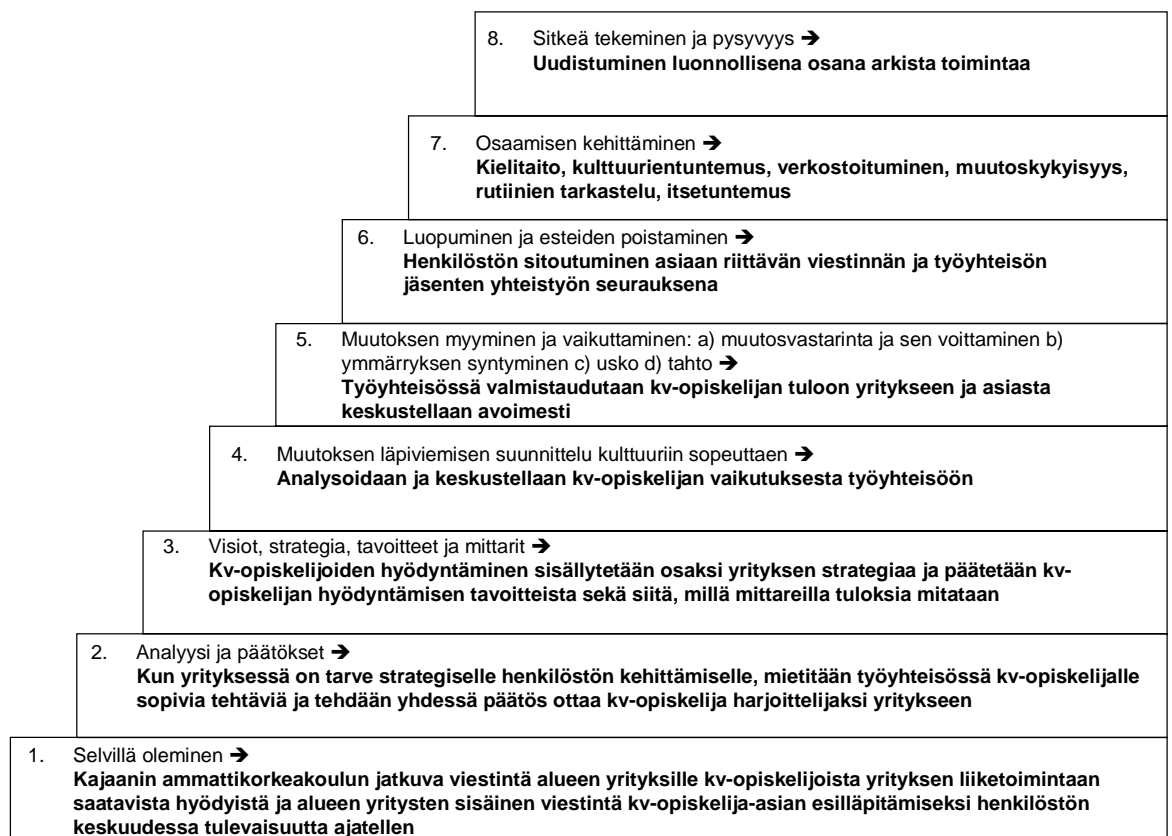 8. Sitkeä tekeminen ja pysyvyys ➔
Uudistuminen luonnollisena osana arkista toimintaa
7. Osaamisen kehittäminen ➔
Kielitaito, kulttuurientuntemus, verkostoituminen, muutoskykyisyys,
rutiinien tarkastelu, itsetuntemus
6. Luopuminen ja esteiden poistaminen ➔
Henkilöstön sitoutuminen asiaan riittävän viestinnän ja työyhteisön
jäsenten yhteistyön seurauksena
5. Muutoksen myyminen ja vaikuttaminen: a) muutosvastarinta ja sen voittaminen b)
ymmärryksen syntyminen c) usko d) tahto ➔
Työyhteisössä valmistaudutaan kv-opiskelijan tuloon yritykseen ja asiasta
keskustellaan avoimesti
4. Muutoksen läpiviemisen suunnittelu kulttuuriin sopeuttaen ➔
Analysoidaan ja keskustellaan kv-opiskelijan vaikutuksesta työyhteisöön
3. Visiot, strategia, tavoitteet ja mittarit ➔
Kv-opiskelijoiden hyödyntäminen sisällytetään osaksi yrityksen strategiaa ja päätetään kv-
opiskelijan hyödyntämisen tavoitteista sekä siitä, millä mittareilla tuloksia mitataan
2. Analyysi ja päätökset ➔
Kun yrityksessä on tarve strategiselle henkilöstön kehittämiselle, mietitään työyhteisössä kv-opiskelijalle
sopivia tehtäviä ja tehdään yhdessä päätös ottaa kv-opiskelija harjoittelijaksi yritykseen
1. Selvillä oleminen ➔
Kajaanin ammattikorkeakoulun jatkuva viestintä alueen yrityksille kv-opiskelijoista yrityksen liiketoimintaan
saatavista hyödyistä ja alueen yritysten sisäinen viestintä kv-opiskelija-asian esilläpitämiseksi henkilöstön
keskuudessa tulevaisuutta ajatellen